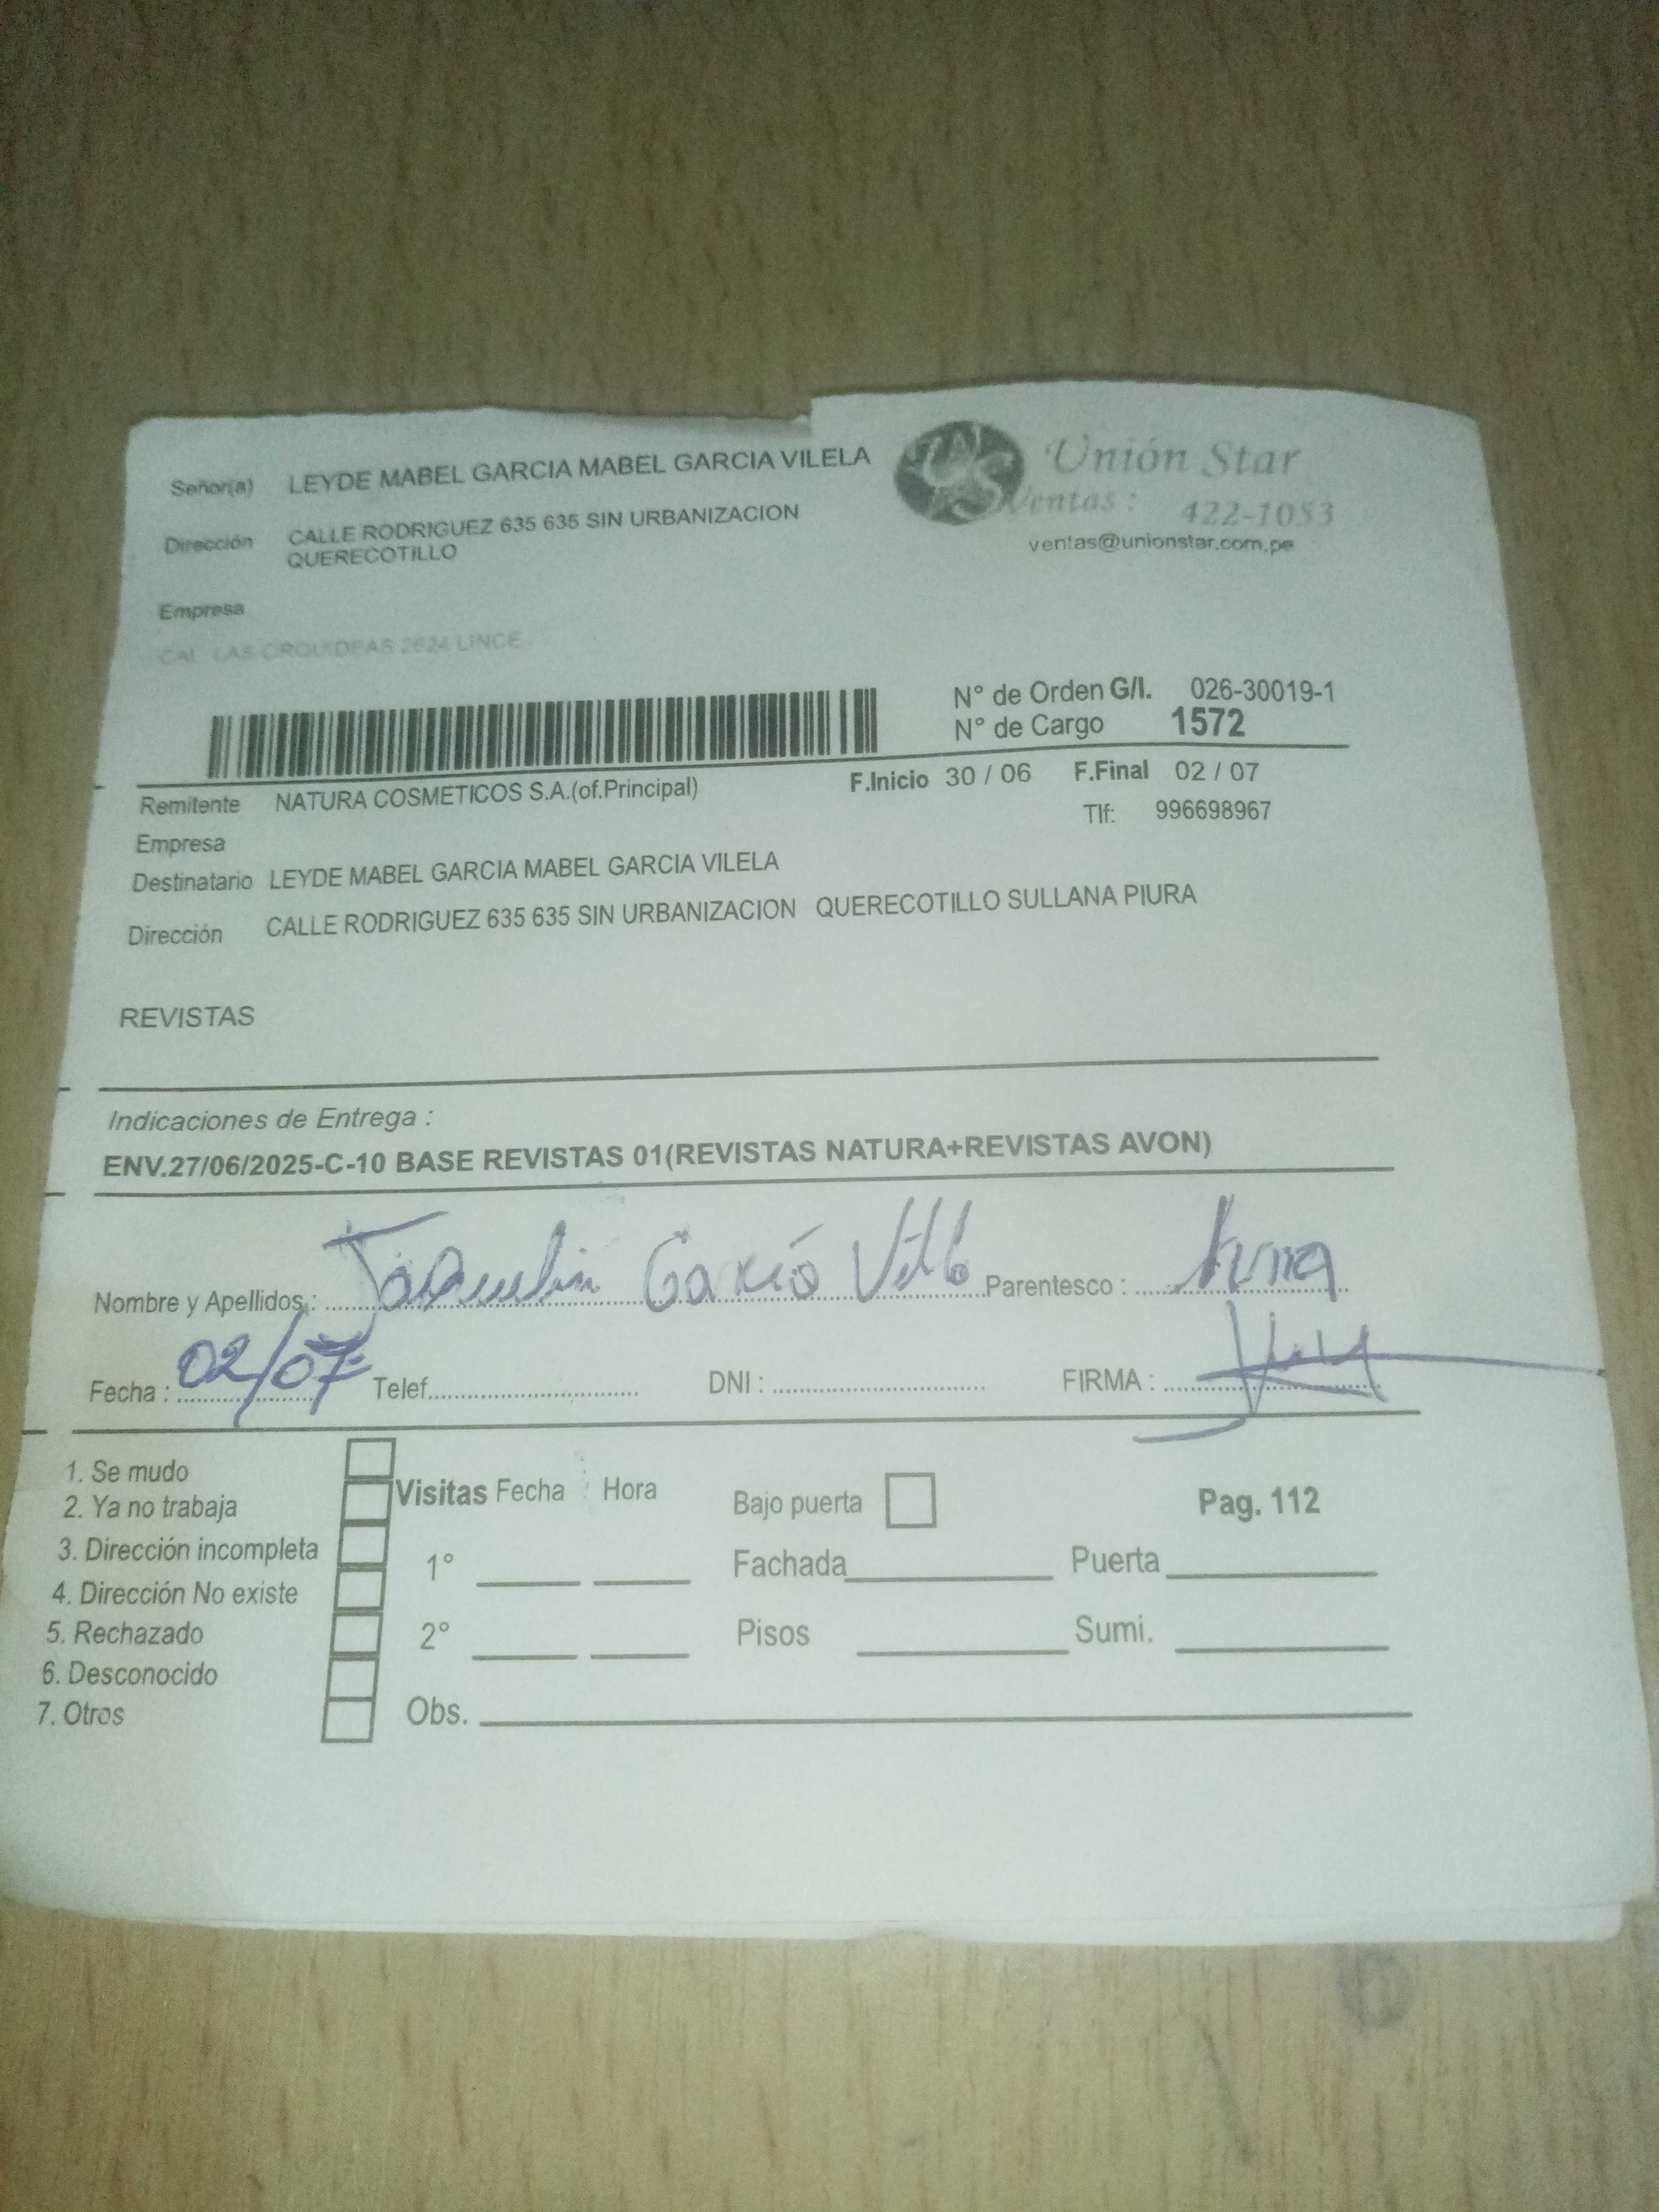 Señor(a) LEYDE MABEL GARCIA MABEL GARCIA VILELA
Dirección CALLE RODRIGUEZ 635 635 SIN URBANIZACION
QUERECOTILLO
Empresa
CAL. LAS ORQUIDEAS 2624 LINCE
Unión Star
Ventas : 422-1053
ventas@unionstar.com.pe
N° de Orden G/I. 026-30019-1
N° de Cargo 1572
Remitente NATURA COSMETICOS S.A.(of.Principal) F.Inicio 30 / 06 F.Final 02 / 07
Tlf: 996698967
Empresa
Destinatario LEYDE MABEL GARCIA MABEL GARCIA VILELA
Dirección CALLE RODRIGUEZ 635 635 SIN URBANIZACION QUERECOTILLO SULLANA PIURA
REVISTAS
Indicaciones de Entrega :
ENV.27/06/2025-C-10 BASE REVISTAS 01(REVISTAS NATURA+REVISTAS AVON)
Nombre y Apellidos : García Parentesco :
Fecha : 02/07 Telef. DNI : FIRMA :
1. Se mudo
2. Ya no trabaja
3. Dirección incompleta
4. Dirección No existe
5. Rechazado
6. Desconocido
7. Otros
Visitas Fecha Hora Bajo puerta Pag. 112
1° Fachada Puerta
2° Pisos Sumi.
Obs.